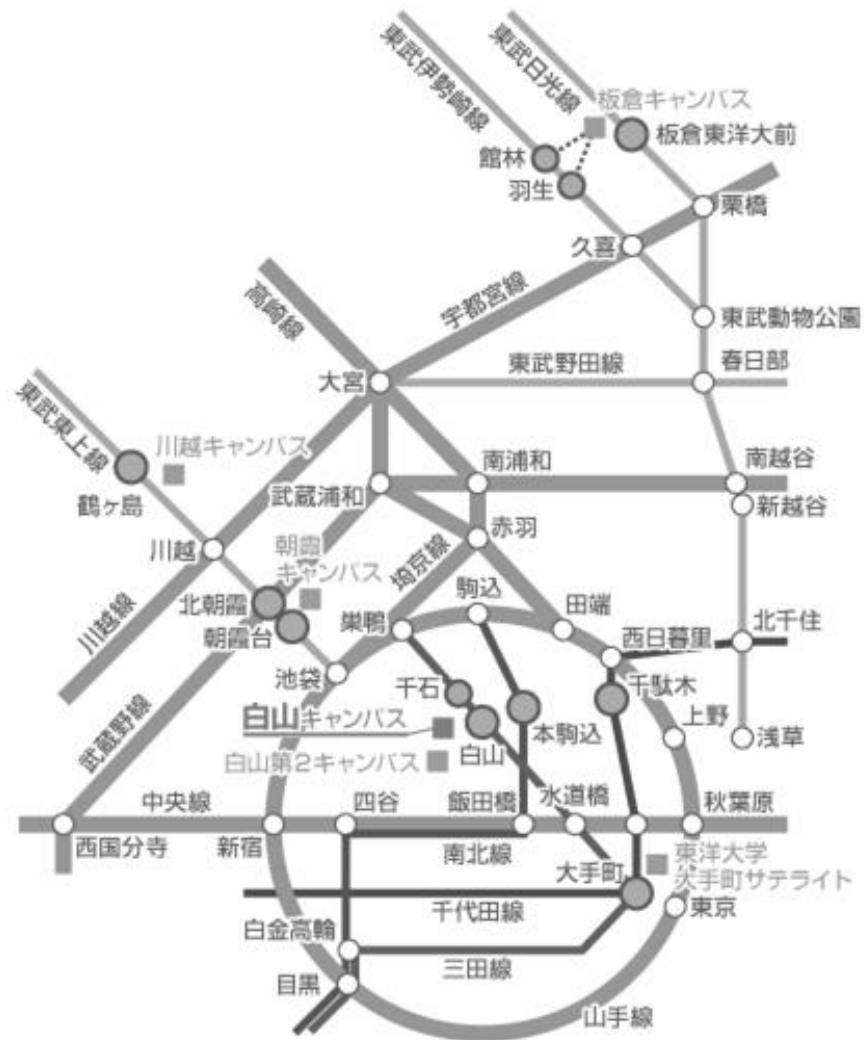 東武伊勢崎線
東武日光線
板倉キャンパス
板倉東洋大前
館林
羽生
栗橋
久喜
宇都宮線
高崎線
東武動物公園
大宮
東武野田線
春日部
東武東上線
川越キャンパス
鶴ヶ島
武蔵浦和
南浦和
南越谷
新越谷
川越
朝霞
キャンパス
埼京線
赤羽
川越線
北朝霞
朝霞台
巣鴨
駒込
田端
西日暮里
北千住
池袋
千石
千駄木
白山キャンパス
白山
本駒込
上野
浅草
武蔵野線
白山第2キャンパス
中央線
四谷
飯田橋
水道橋
秋葉原
西国分寺
新宿
南北線
大手町
東洋大学
大手町サテライト
千代田線
東京
白金高輪
三田線
目黒
山手線